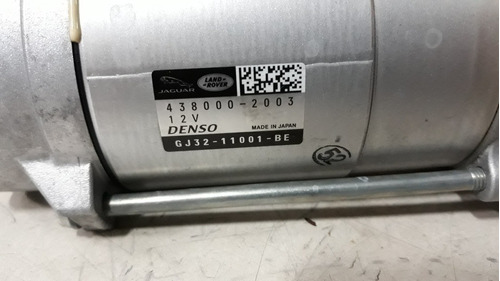 JAGUAR
LAND ROVER
438000-2003
12V
DENSO MADE IN JAPAN
GJ32-11001-BE